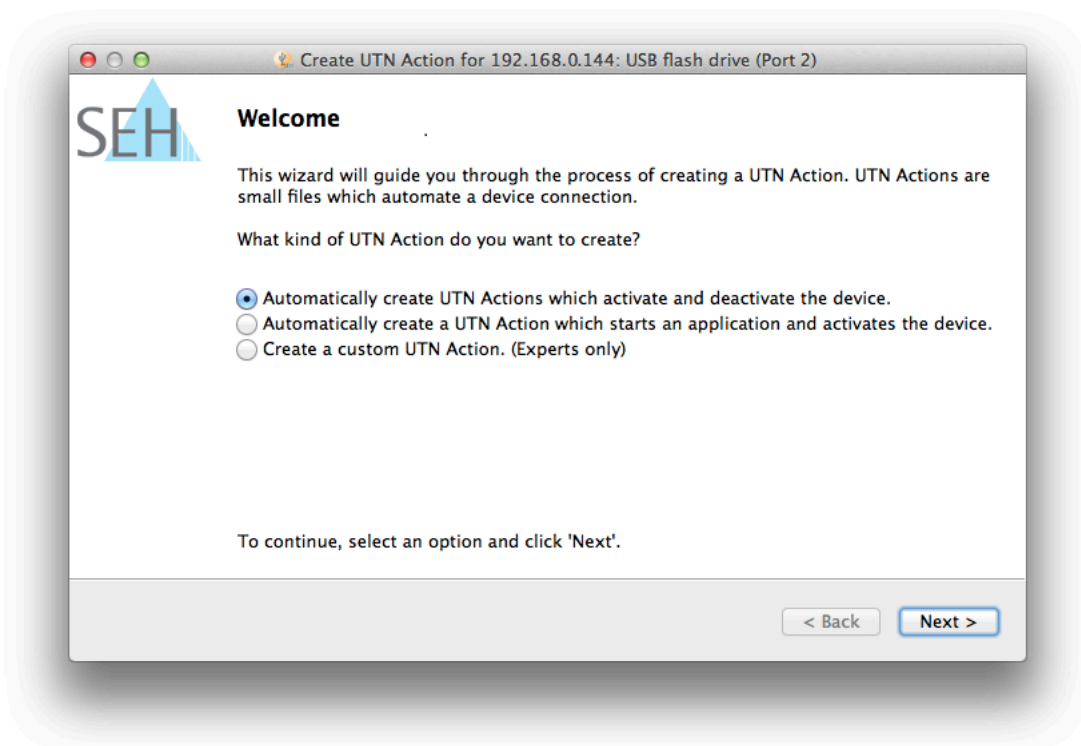 Create UTN Action for 192.168.0.144: USB flash drive (Port 2)
SEH
Welcome
.
This wizard will guide you through the process of creating a UTN Action. UTN Actions are
small files which automate a device connection.
What kind of UTN Action do you want to create?
Automatically create UTN Actions which activate and deactivate the device.
Automatically create a UTN Action which starts an application and activates the device.
Create a custom UTN Action. (Experts only)
To continue, select an option and click 'Next'.
< Back
Next >